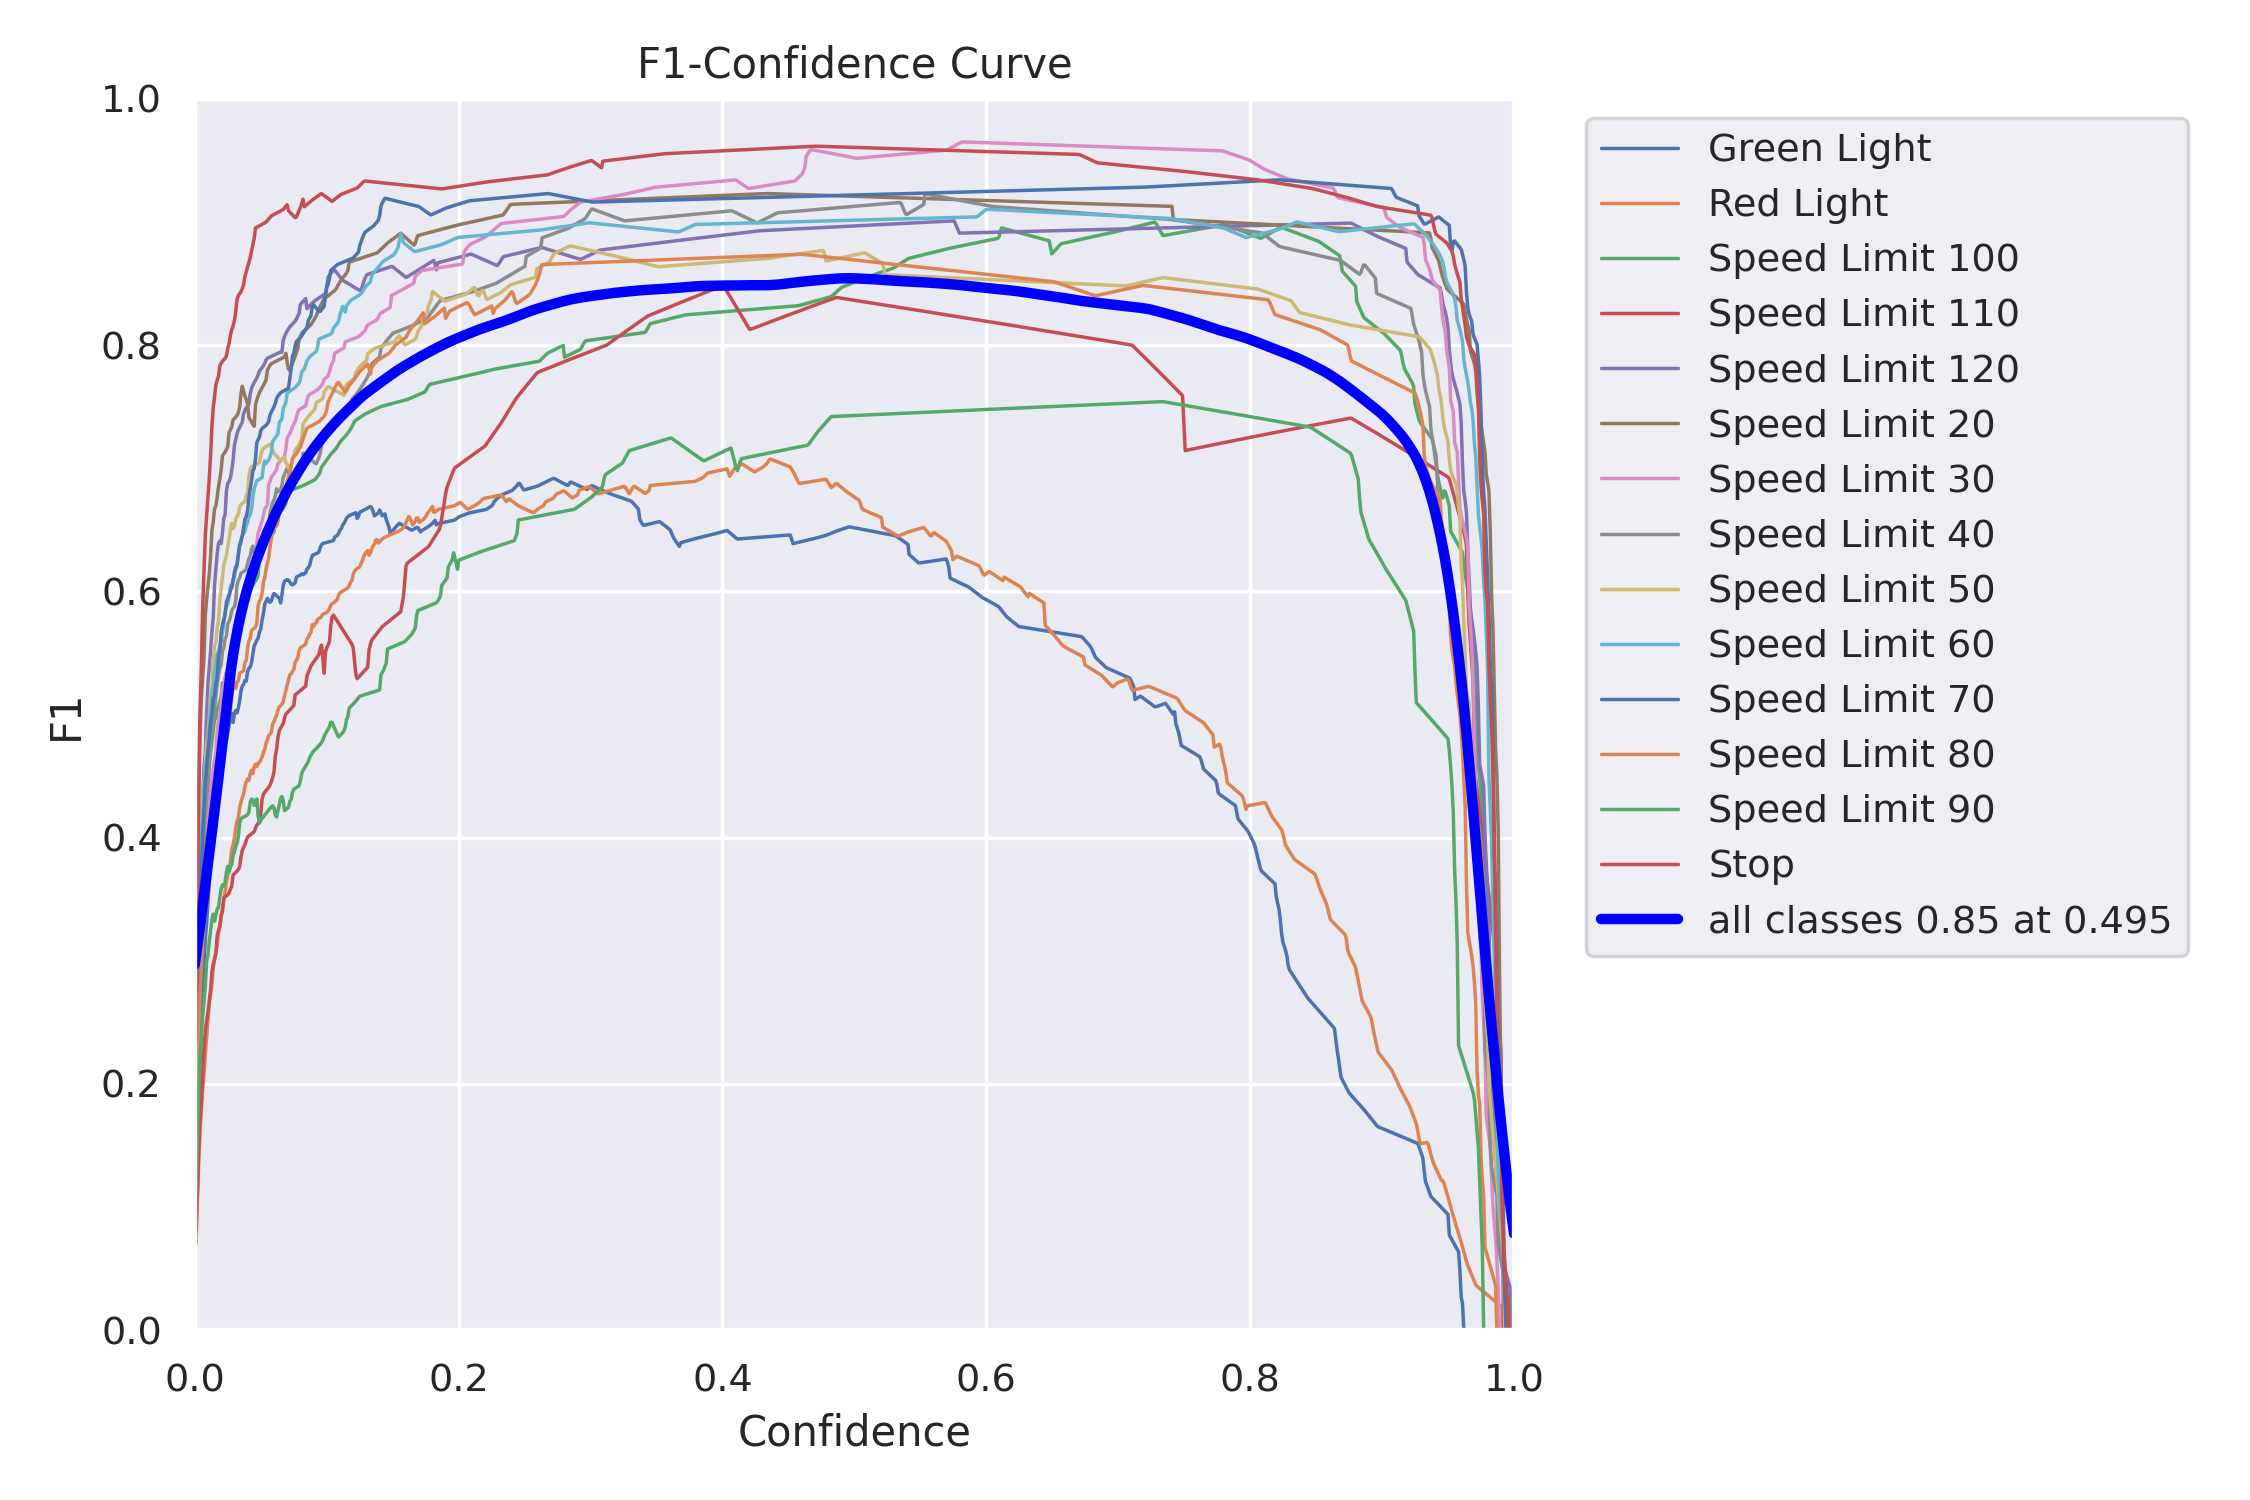 F1-Confidence Curve
1.0
0.8
0.6
0.4
0.2
0.0
F1
0.0 0.2 0.4 0.6 0.8 1.0
Confidence
Green Light
Red Light
Speed Limit 100
Speed Limit 110
Speed Limit 120
Speed Limit 20
Speed Limit 30
Speed Limit 40
Speed Limit 50
Speed Limit 60
Speed Limit 70
Speed Limit 80
Speed Limit 90
Stop
all classes 0.85 at 0.495